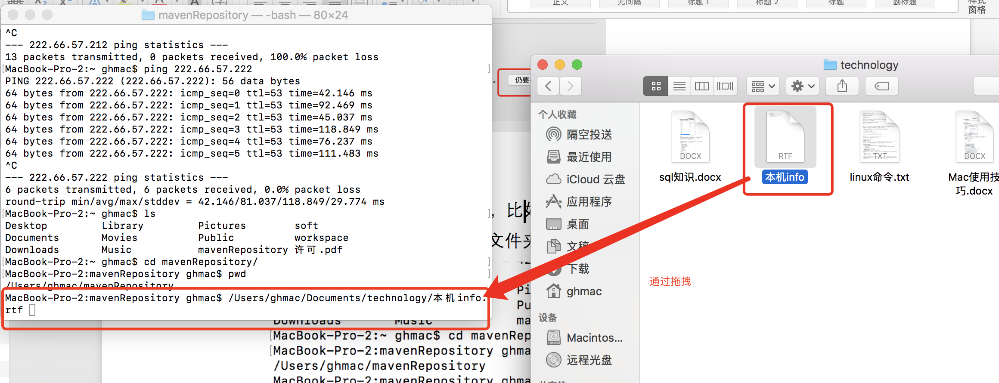 abc
正文
无间隔
标题 1
标题 2
标题
副标题
样式
窗格
mavenRepository — -bash — 80×24
^C
--- 222.66.57.212 ping statistics ---
13 packets transmitted, 0 packets received, 100.0% packet loss
[MacBook-Pro-2:~ ghmac$ ping 222.66.57.222 ]
PING 222.66.57.222 (222.66.57.222): 56 data bytes
64 bytes from 222.66.57.222: icmp_seq=0 ttl=53 time=42.146 ms
64 bytes from 222.66.57.222: icmp_seq=1 ttl=53 time=92.469 ms
64 bytes from 222.66.57.222: icmp_seq=2 ttl=53 time=45.037 ms
64 bytes from 222.66.57.222: icmp_seq=3 ttl=53 time=118.849 ms
64 bytes from 222.66.57.222: icmp_seq=4 ttl=53 time=76.237 ms
64 bytes from 222.66.57.222: icmp_seq=5 ttl=53 time=111.483 ms
^C
--- 222.66.57.222 ping statistics ---
6 packets transmitted, 6 packets received, 0.0% packet loss
round-trip min/avg/max/stddev = 42.146/81.037/118.849/29.774 ms
[MacBook-Pro-2:~ ghmac$ ls ]
Desktop Library Pictures soft
Documents Movies Public workspace
Downloads Music mavenRepository 许可.pdf
[MacBook-Pro-2:~ ghmac$ cd mavenRepository/ ]
[MacBook-Pro-2:mavenRepository ghmac$ pwd ]
/Users/ghmac/mavenRepository
MacBook-Pro-2:mavenRepository ghmac$ /Users/ghmac/Documents/technology/本机info.
rtf
仍要
，比如
文件夹
Downloads Music ma
[MacBook-Pro-2:~ ghmac$ cd mavenRep
[MacBook-Pro-2:mavenRepository ghma
/Users/ghmac/mavenRepository
MacBook-Pro-2:mavenRepository ghma
Pi
Pu
technology
个人收藏
隔空投送
最近使用
iCloud 云盘
应用程序
桌面
文稿
下载
ghmac
设备
Macintos...
远程光盘
DOCX
sql知识.docx
RTF
本机info
TXT
linux命令.txt
DOCX
Mac使用技
巧.docx
通过拖拽